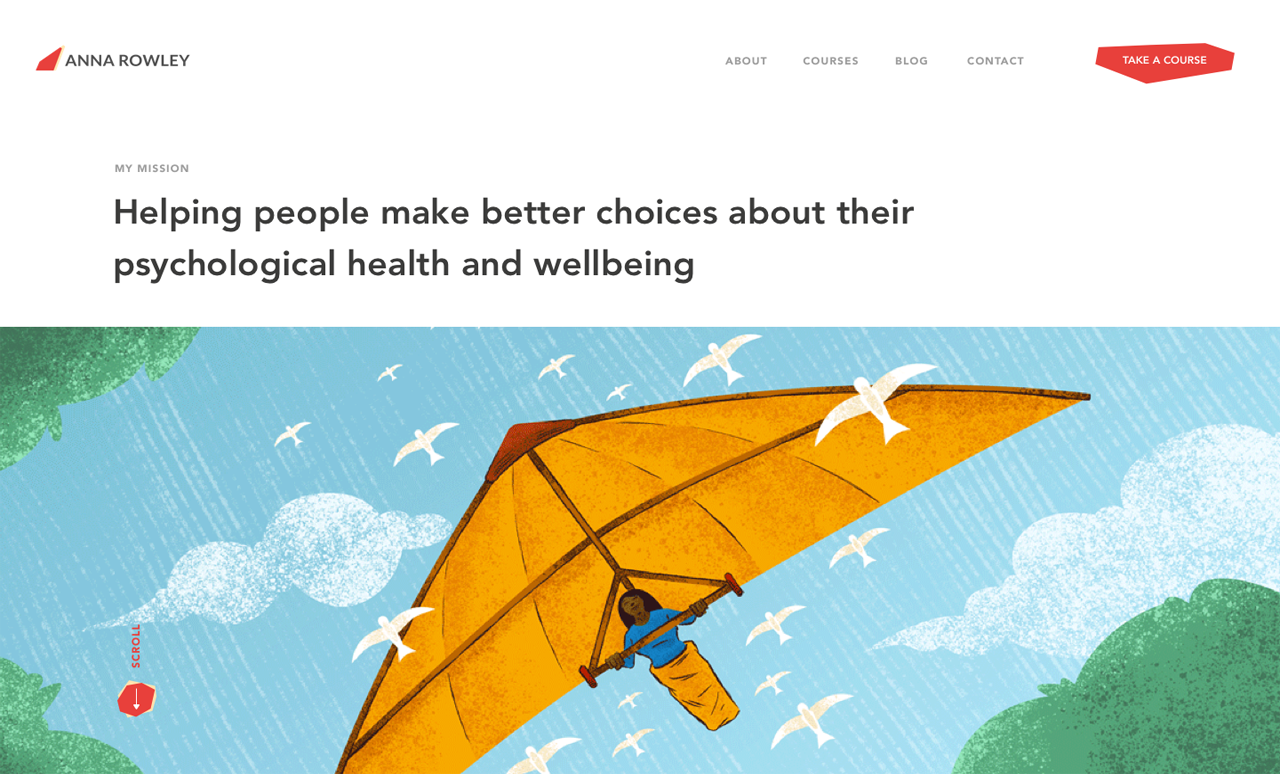 ANNA ROWLEY
ABOUT
COURSES
BLOG
CONTACT
TAKE A COURSE
MY MISSION
Helping people make better choices about their
psychological health and wellbeing
SCROLL